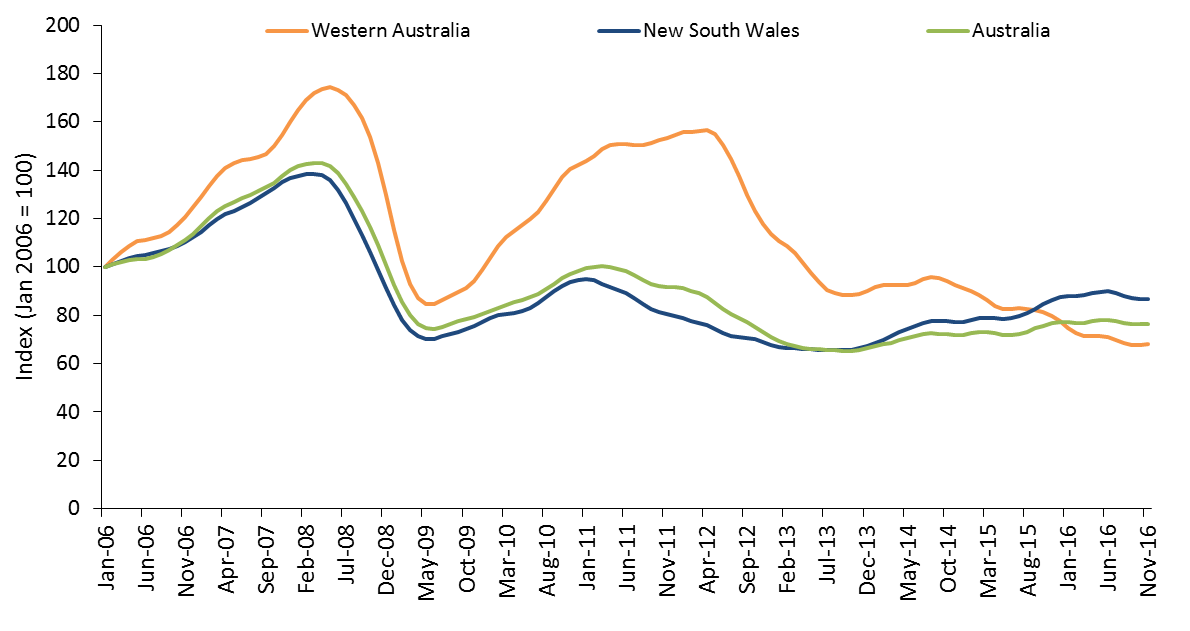 Western Australia
New South Wales
Australia
Index (Jan 2006 = 100)
200
180
160
140
120
100
80
60
40
20
0
Jan-06
Jun-06
Nov-06
Apr-07
Sep-07
Feb-08
Jul-08
Dec-08
May-09
Oct-09
Mar-10
Aug-10
Jan-11
Jun-11
Nov-11
Apr-12
Sep-12
Feb-13
Jul-13
Dec-13
May-14
Oct-14
Mar-15
Aug-15
Jan-16
Jun-16
Nov-16